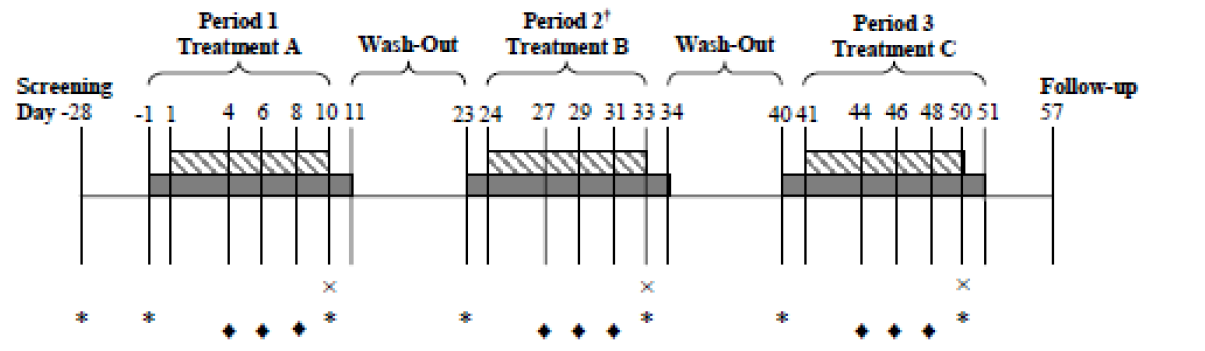 Period 1
Treatment A
Wash-Out
Period 2†
Treatment B
Wash-Out
Period 3
Treatment C
Screening
Day -28
-1 1 4 6 8 10 11
23 24 27 29 31 33 34
40 41 44 46 48 50 51
Follow-up
57
× × ×
* * * * * * *
♦ ♦ ♦ ♦ ♦ ♦ ♦ ♦ ♦